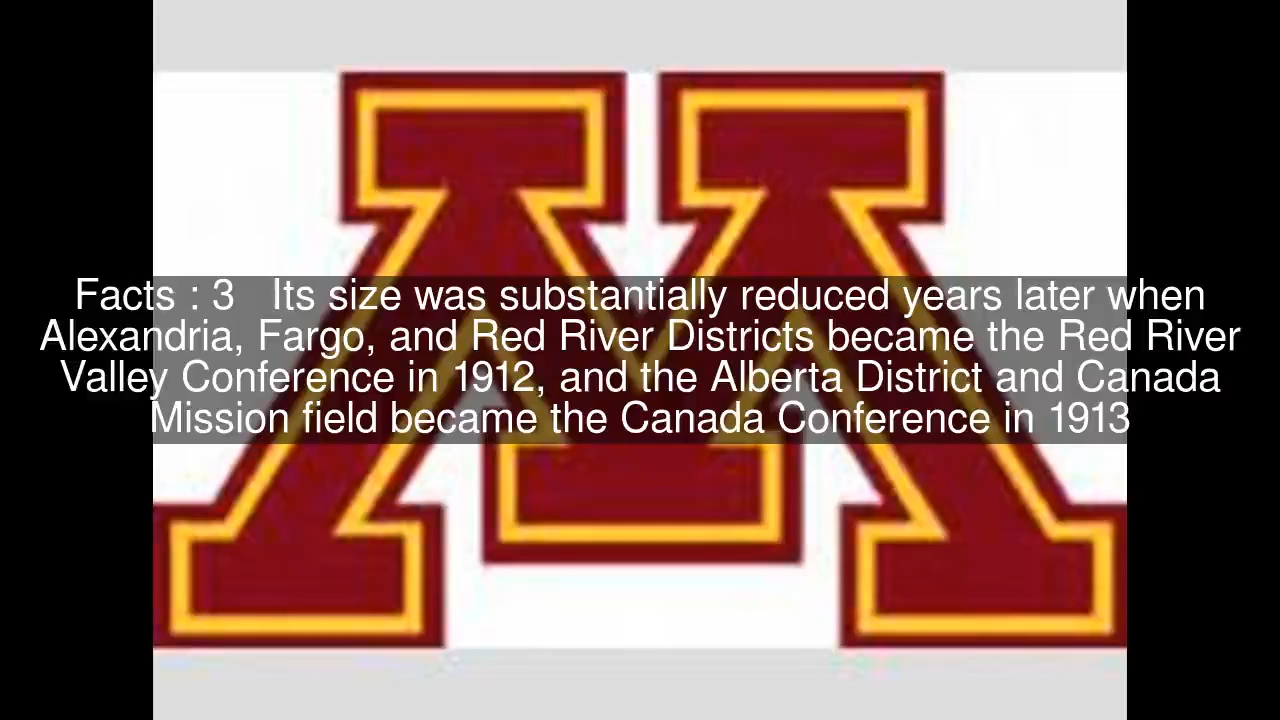 Facts : 3   Its size was substantially reduced years later when
Alexandria, Fargo, and Red River Districts became the Red River
Valley Conference in 1912, and the Alberta District and Canada
Mission field became the Canada Conference in 1913
M